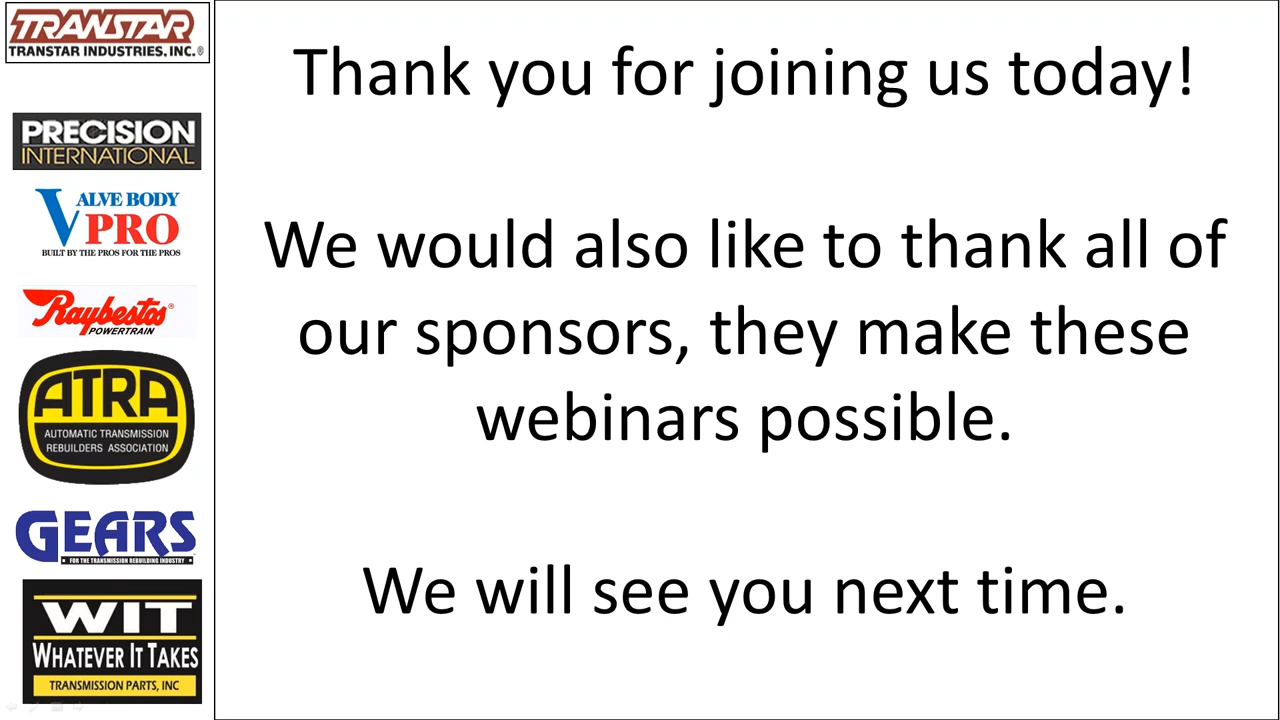 TRANSTAR
TRANSTAR INDUSTRIES, INC.®
PRECISION
INTERNATIONAL
VALVE BODY
PRO
BUILT BY THE PROS FOR THE PROS
Raybestos®
POWERTRAIN
ATRA
AUTOMATIC TRANSMISSION
REBUILDERS ASSOCIATION
GEARS
• FOR THE TRANSMISSION REBUILDING INDUSTRY •
WIT
WHATEVER IT TAKES
TRANSMISSION PARTS, INC
Thank you for joining us today!
We would also like to thank all of
our sponsors, they make these
webinars possible.
We will see you next time.